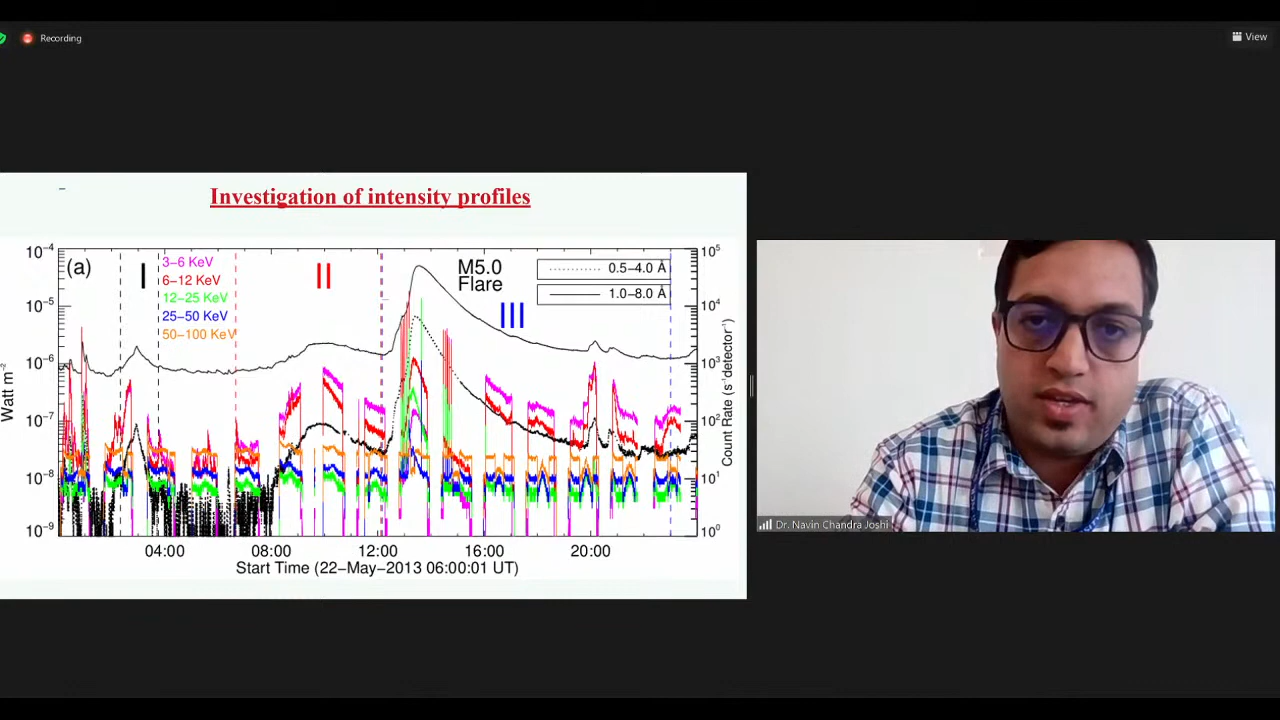 Recording
View
Investigation of intensity profiles
(a)
I
II
III
3−6 KeV
6−12 KeV
12−25 KeV
25−50 KeV
50−100 KeV
M5.0
Flare
0.5−4.0 Å
1.0−8.0 Å
10−4
10−5
10−6
10−7
10−8
10−9
Watt m−2
105
104
103
102
101
100
Count Rate (s−1 detector−1)
04:00
08:00
12:00
16:00
20:00
Start Time (22−May−2013 06:00:01 UT)
Dr. Navin Chandra Joshi